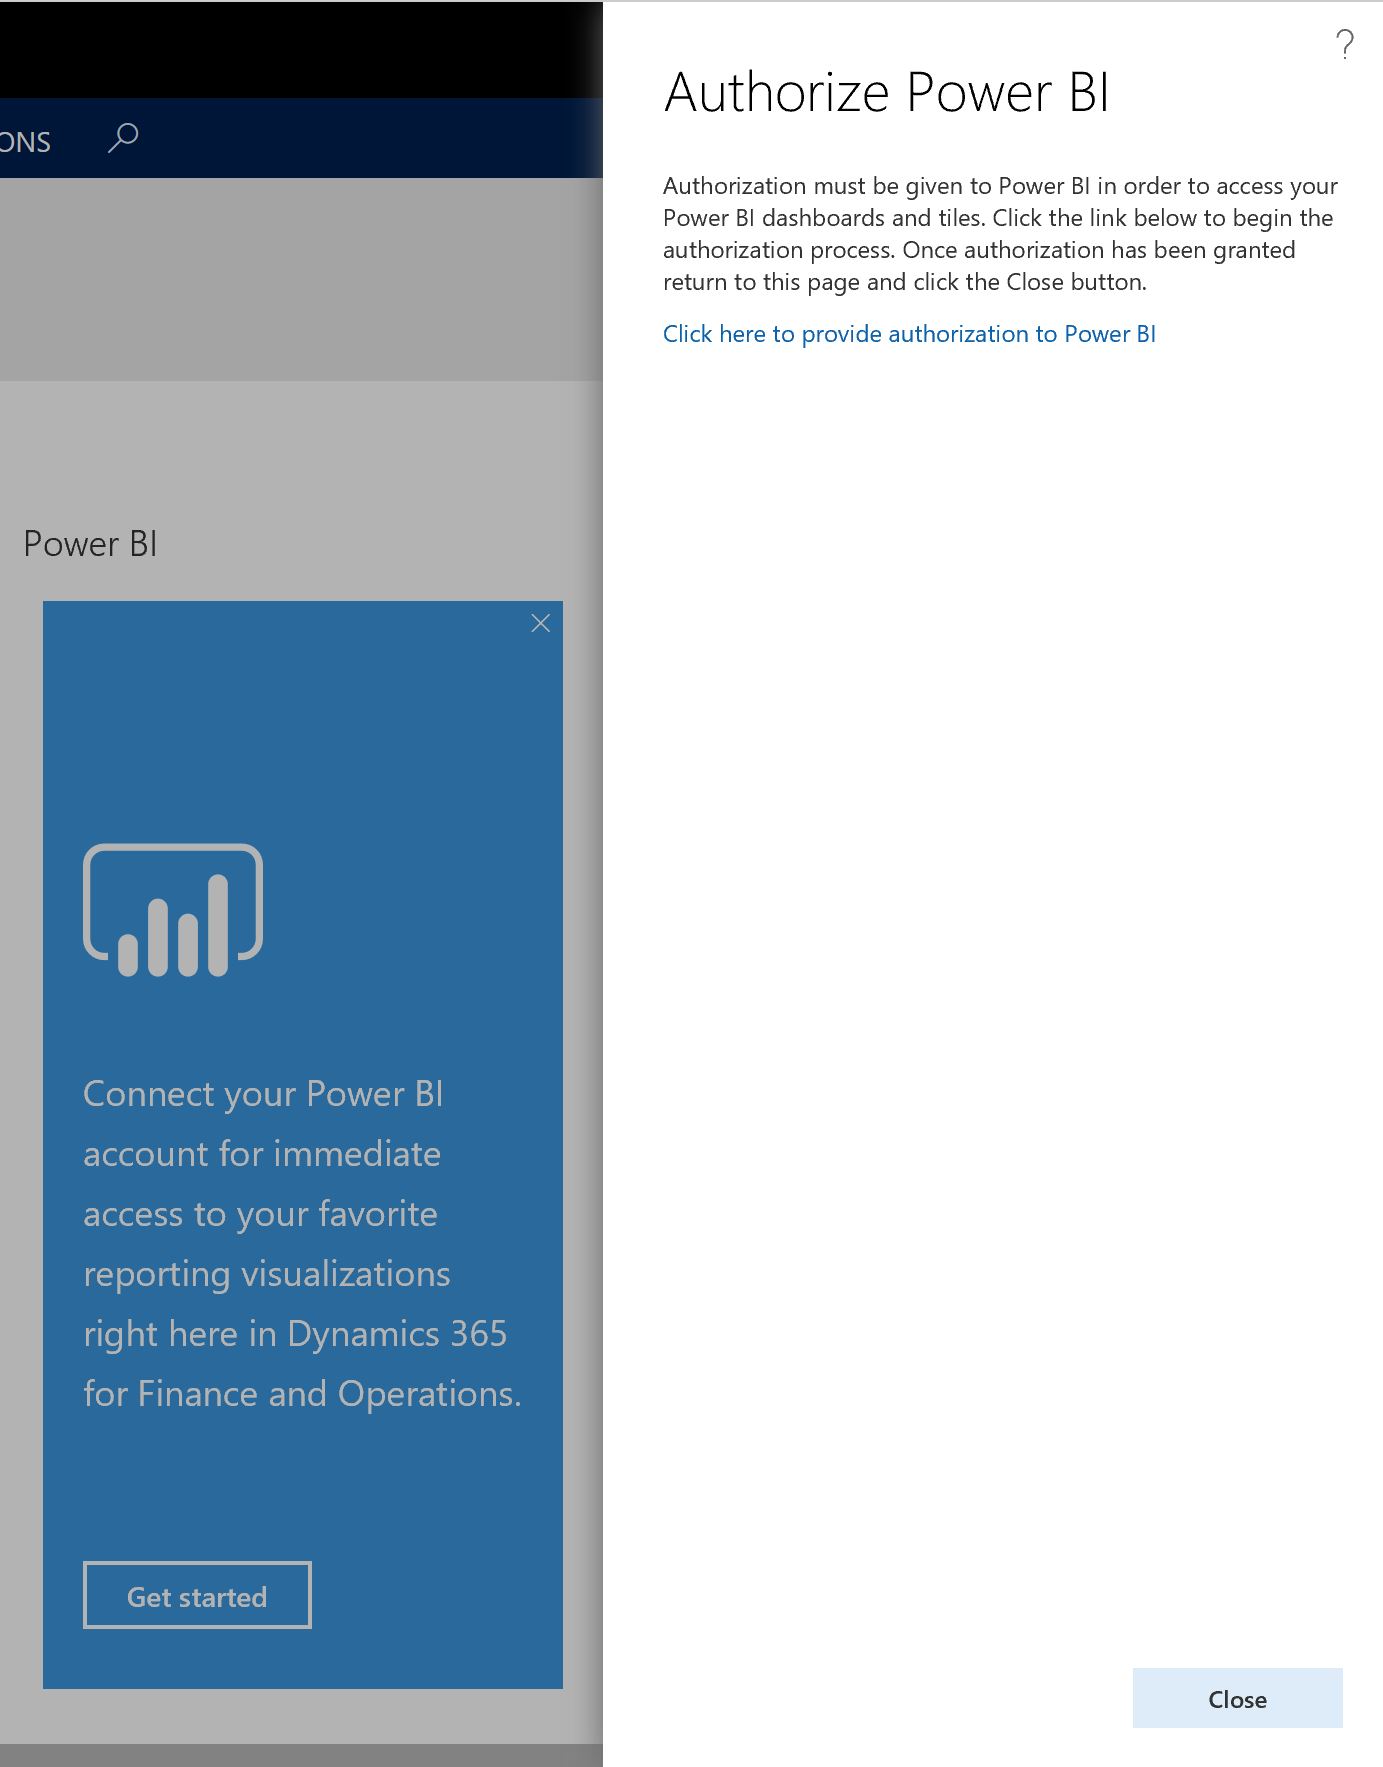 ONS
Power BI
Connect your Power BI
account for immediate
access to your favorite
reporting visualizations
right here in Dynamics 365
for Finance and Operations.
Get started
?
Authorize Power BI
Authorization must be given to Power BI in order to access your
Power BI dashboards and tiles. Click the link below to begin the
authorization process. Once authorization has been granted
return to this page and click the Close button.
Click here to provide authorization to Power BI
Close